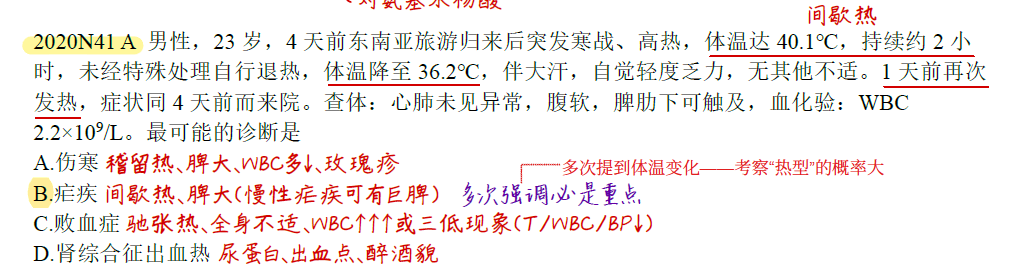 对氨基水杨酸
间歇热
2020N41 A 男性，23 岁，4 天前东南亚旅游归来后突发寒战、高热，体温达 40.1℃，持续约 2 小
时，未经特殊处理自行退热，体温降至 36.2℃，伴大汗，自觉轻度乏力，无其他不适。1 天前再次
发热，症状同 4 天前而来院。查体：心肺未见异常，腹软，脾肋下可触及，血化验：WBC
2.2×10⁹/L。最可能的诊断是
A.伤寒 稽留热、脾大、WBC多↓、玫瑰疹
多次提到体温变化——考察“热型”的概率大
B.疟疾 间歇热、脾大(慢性疟疾可有巨脾) 多次强调必是重点
C.败血症 驰张热、全身不适、WBC↑↑↑或三低现象(T/WBC/BP↓)
D.肾综合征出血热 尿蛋白、出血点、醉酒貌